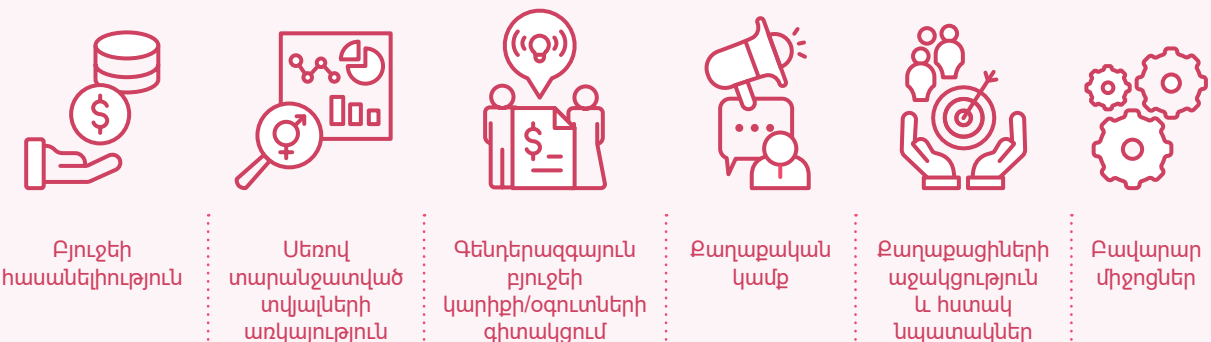 Բյուջեի
հասանելիություն
Սեռով
տարանջատված
տվյալների
առկայություն
Գենդերազգայուն
բյուջեի
կարիքի/օգուտների
գիտակցում
Քաղաքական
կամք
Քաղաքացիների
աջակցություն
և հստակ
նպատակներ
Բավարար
միջոցներ